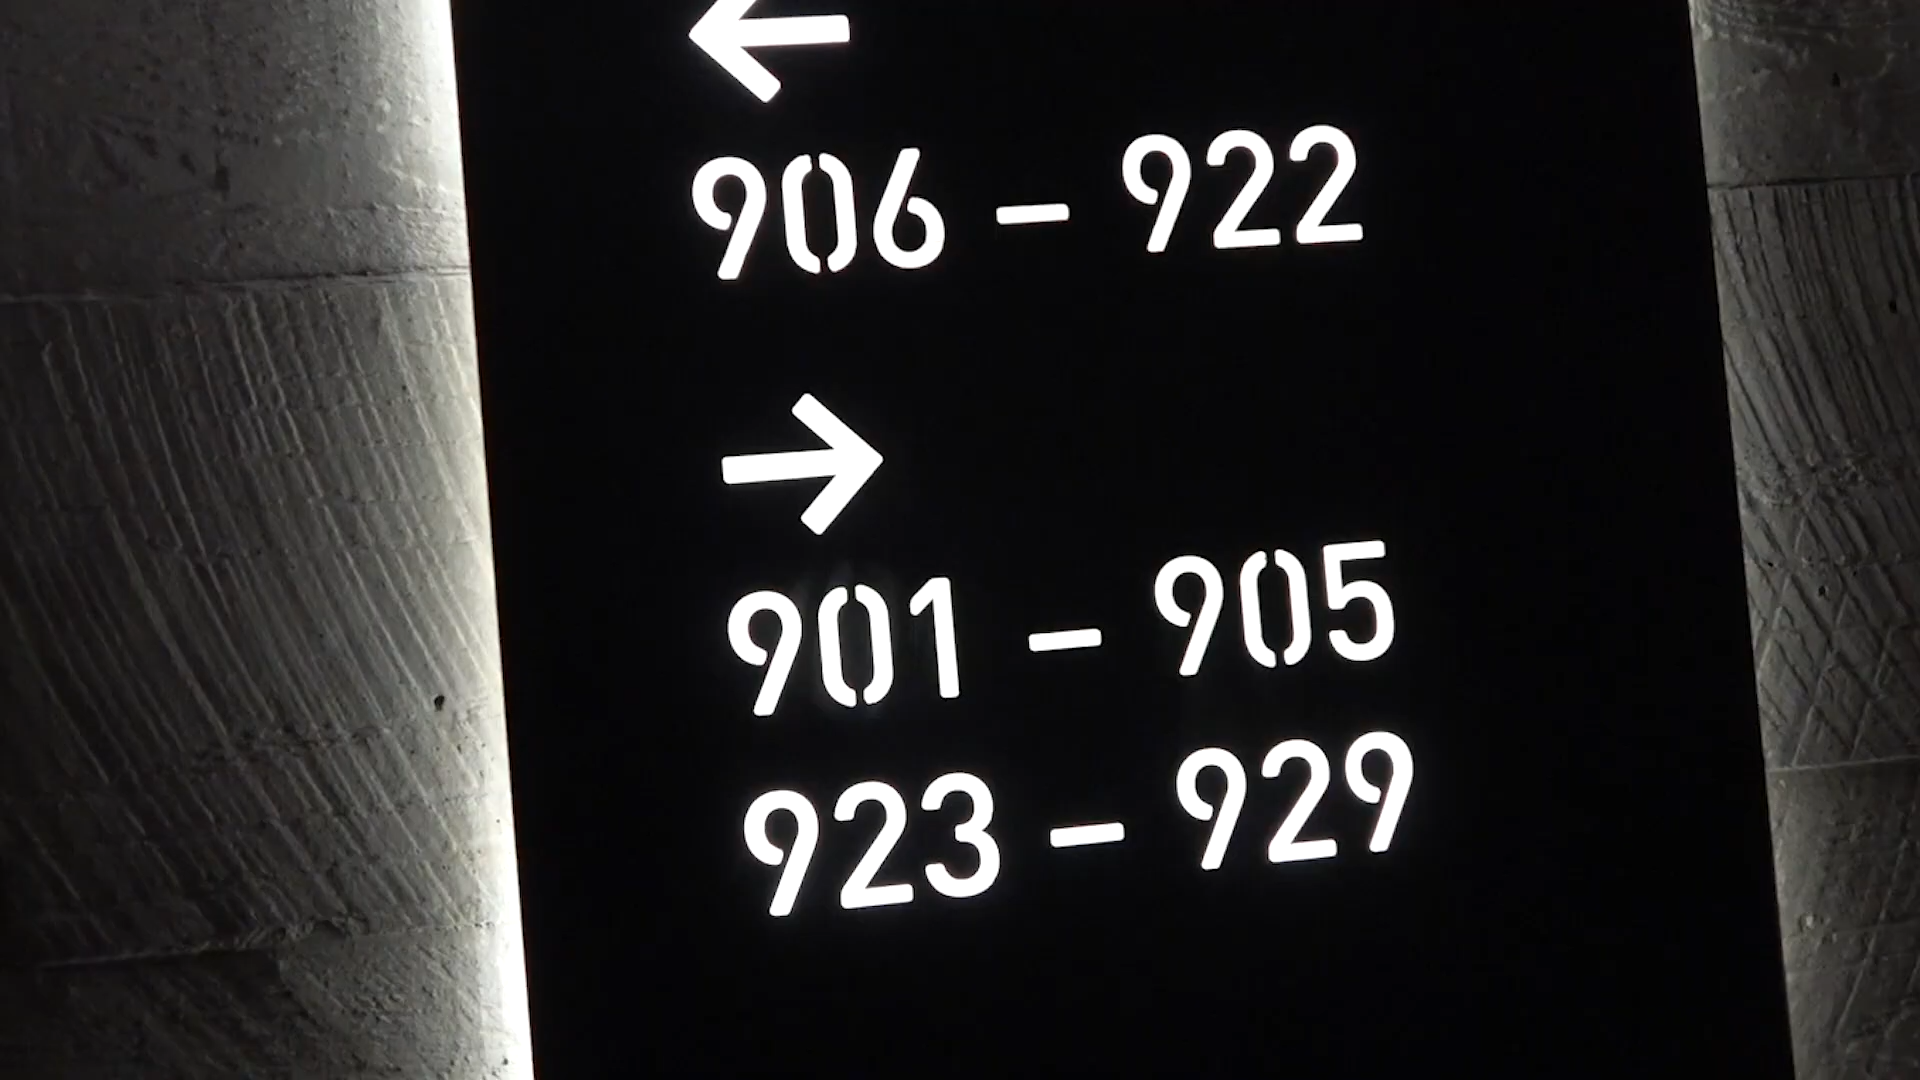 ←
906 – 922
→
901 – 905
923 – 929